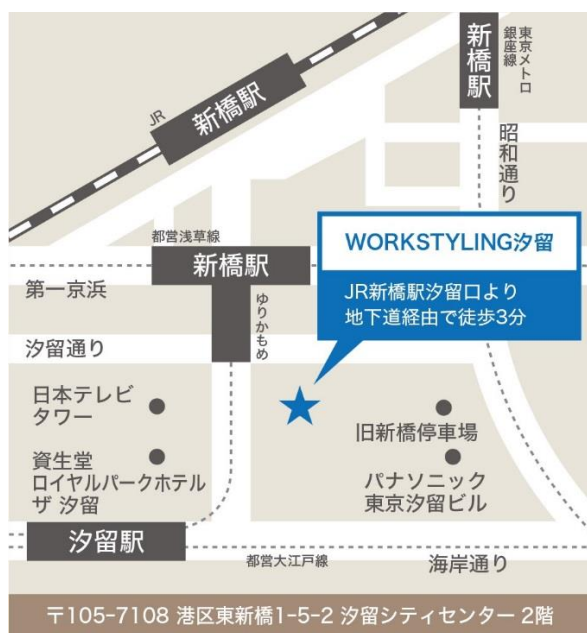 新橋駅
東京メトロ
銀座線
JR
新橋駅
昭和通り
WORKSTYLING汐留
JR新橋駅汐留口より
地下道経由で徒歩3分
都営浅草線
新橋駅
第一京浜
ゆりかもめ
汐留通り
日本テレビ
タワー
旧新橋停車場
資生堂
ロイヤルパークホテル
ザ 汐留
パナソニック
東京汐留ビル
汐留駅
都営大江戸線
海岸通り
〒105-7108 港区東新橋1-5-2 汐留シティセンター 2階